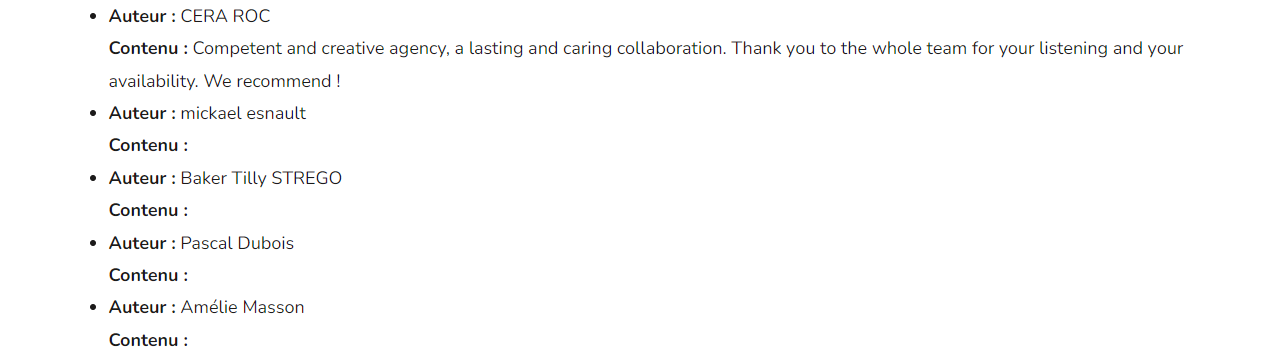 Auteur : CERA ROC
Contenu : Competent and creative agency, a lasting and caring collaboration. Thank you to the whole team for your listening and your
availability. We recommend !
Auteur : mickael esnault
Contenu :
Auteur : Baker Tilly STREGO
Contenu :
Auteur : Pascal Dubois
Contenu :
Auteur : Amélie Masson
Contenu :